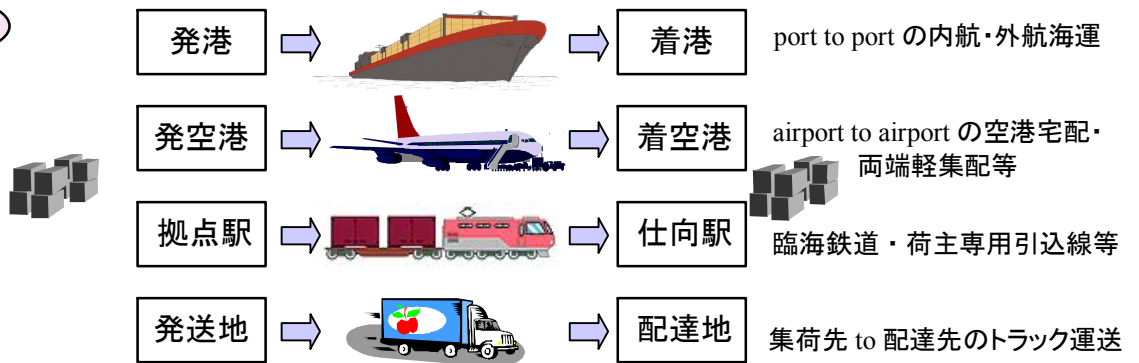 発港
着港
port to port の内航・外航海運
発空港
着空港
airport to airport の空港宅配・
両端軽集配等
拠点駅
仕向駅
臨海鉄道・荷主専用引込線等
発送地
配達地
集荷先 to 配達先のトラック運送